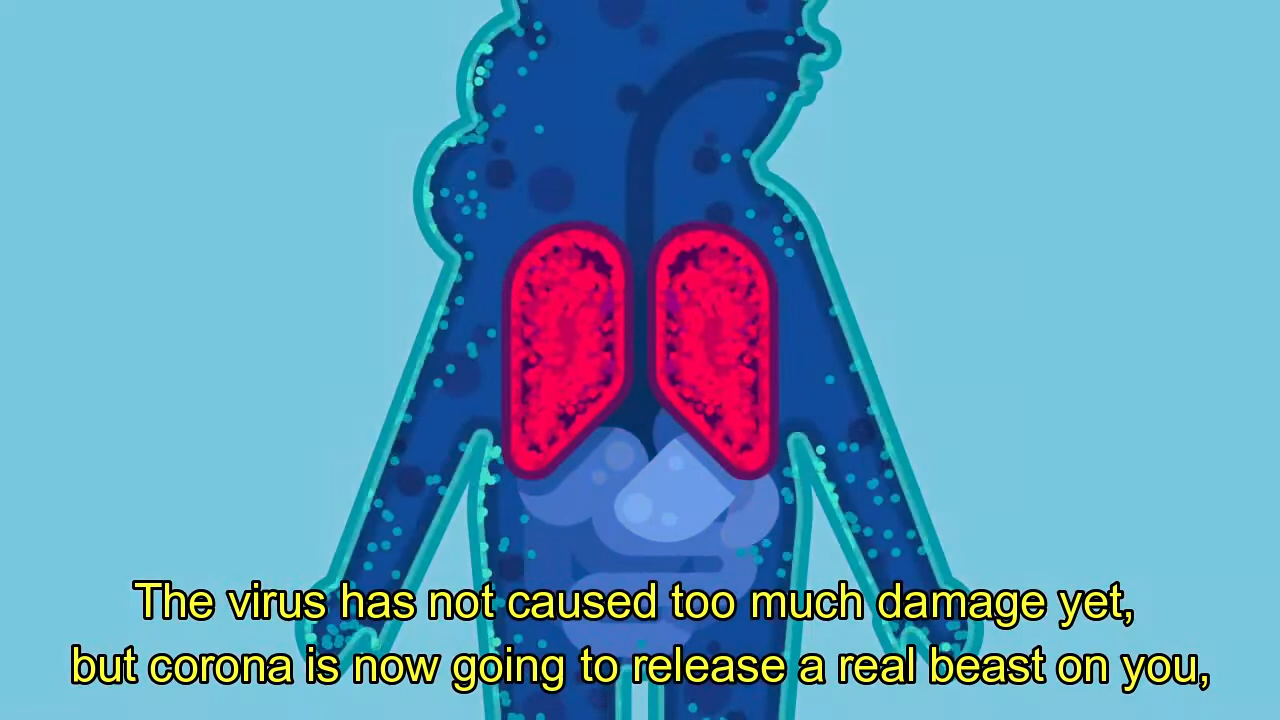 The virus has not caused too much damage yet,
but corona is now going to release a real beast on you,